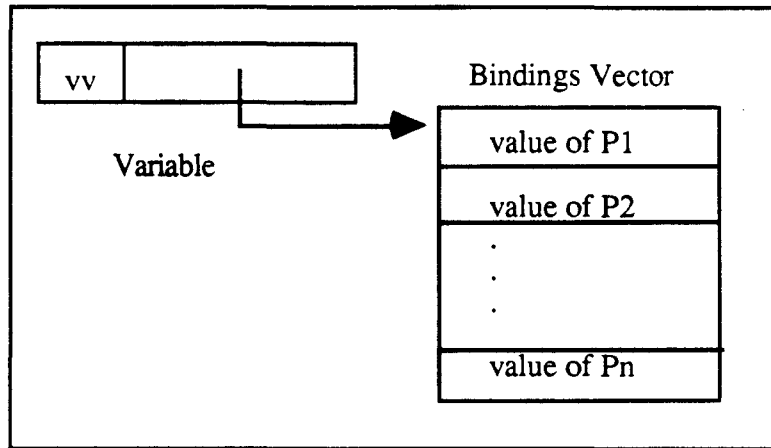 vv
Variable
Bindings Vector
value of P1
value of P2
.
.
.
value of Pn